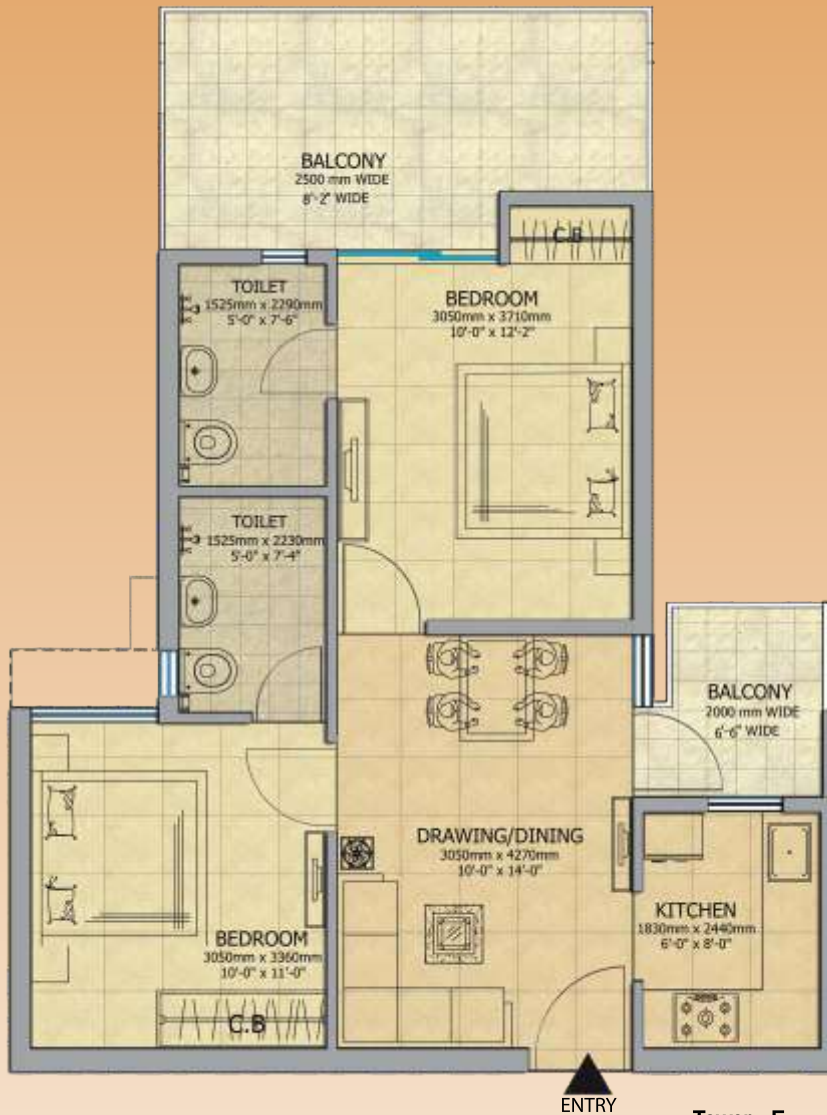 BALCONY
2500 mm WIDE
8'-2" WIDE
C.B
TOILET
1525mm x 2290mm
5'-0" x 7'-6"
BEDROOM
3050mm x 3710mm
10'-0" x 12'-2"
TOILET
1525mm x 2230mm
5'-0" x 7'-4"
BALCONY
2000 mm WIDE
6'-6" WIDE
DRAWING/DINING
3050mm x 4270mm
10'-0" x 14'-0"
KITCHEN
1830mm x 2440mm
6'-0" x 8'-0"
BEDROOM
3050mm x 3360mm
10'-0" x 11'-0"
C.B
ENTRY